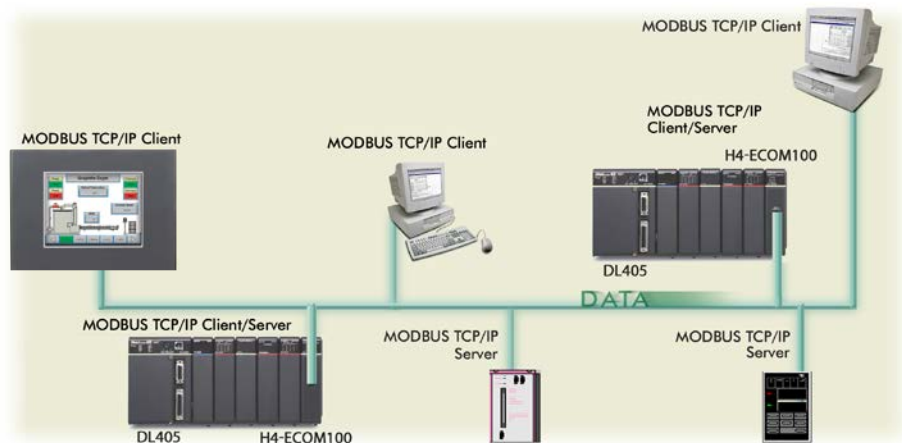 MODBUS TCP/IP Client
MODBUS TCP/IP
Client/Server
H4-ECOM100
MODBUS TCP/IP Client
MODBUS TCP/IP Client
DL405
DATA
MODBUS TCP/IP Client/Server
MODBUS TCP/IP
Server
MODBUS TCP/IP
Server
DL405
H4-ECOM100